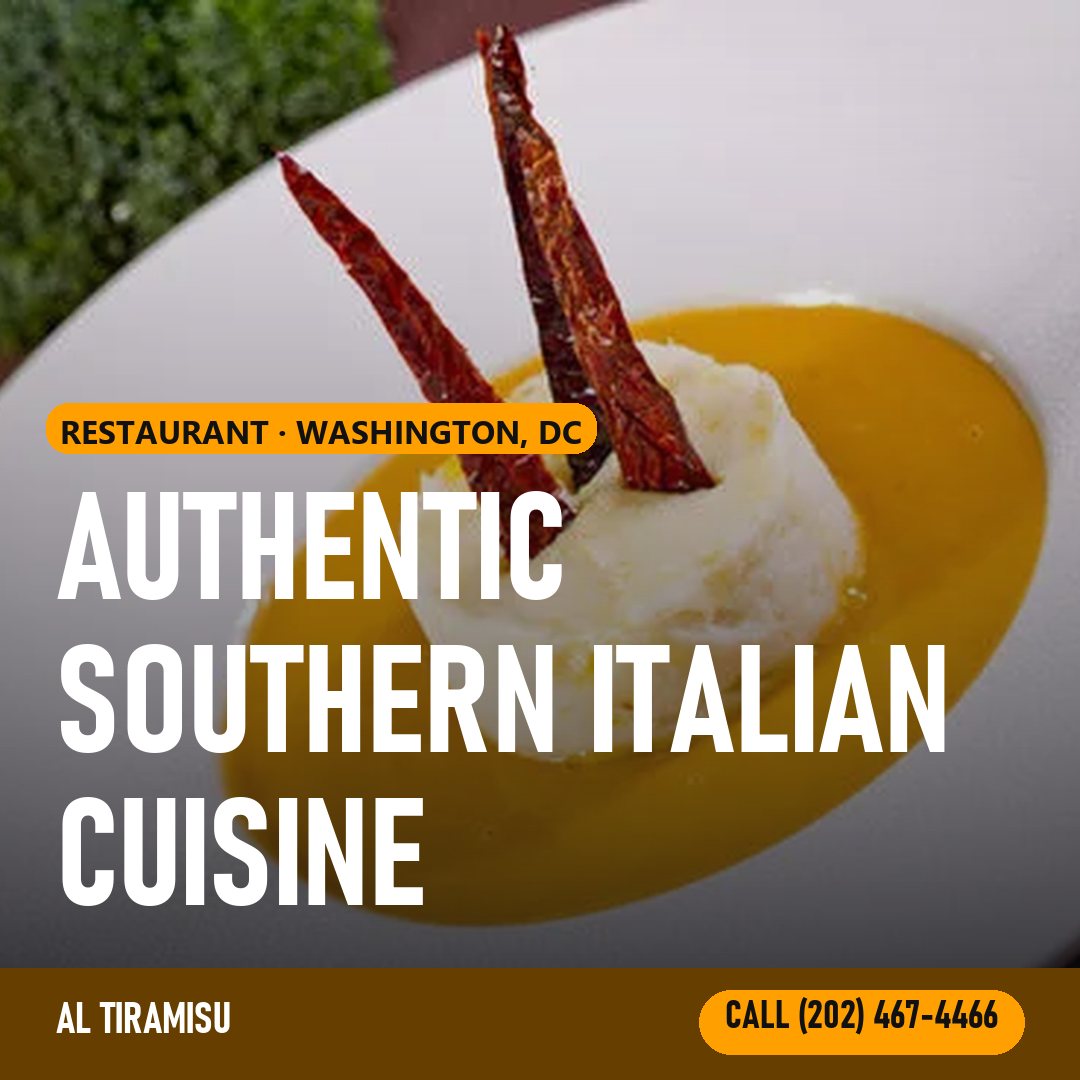 RESTAURANT · WASHINGTON, DC
AUTHENTIC
SOUTHERN ITALIAN
CUISINE
AL TIRAMISU
CALL (202) 467-4466